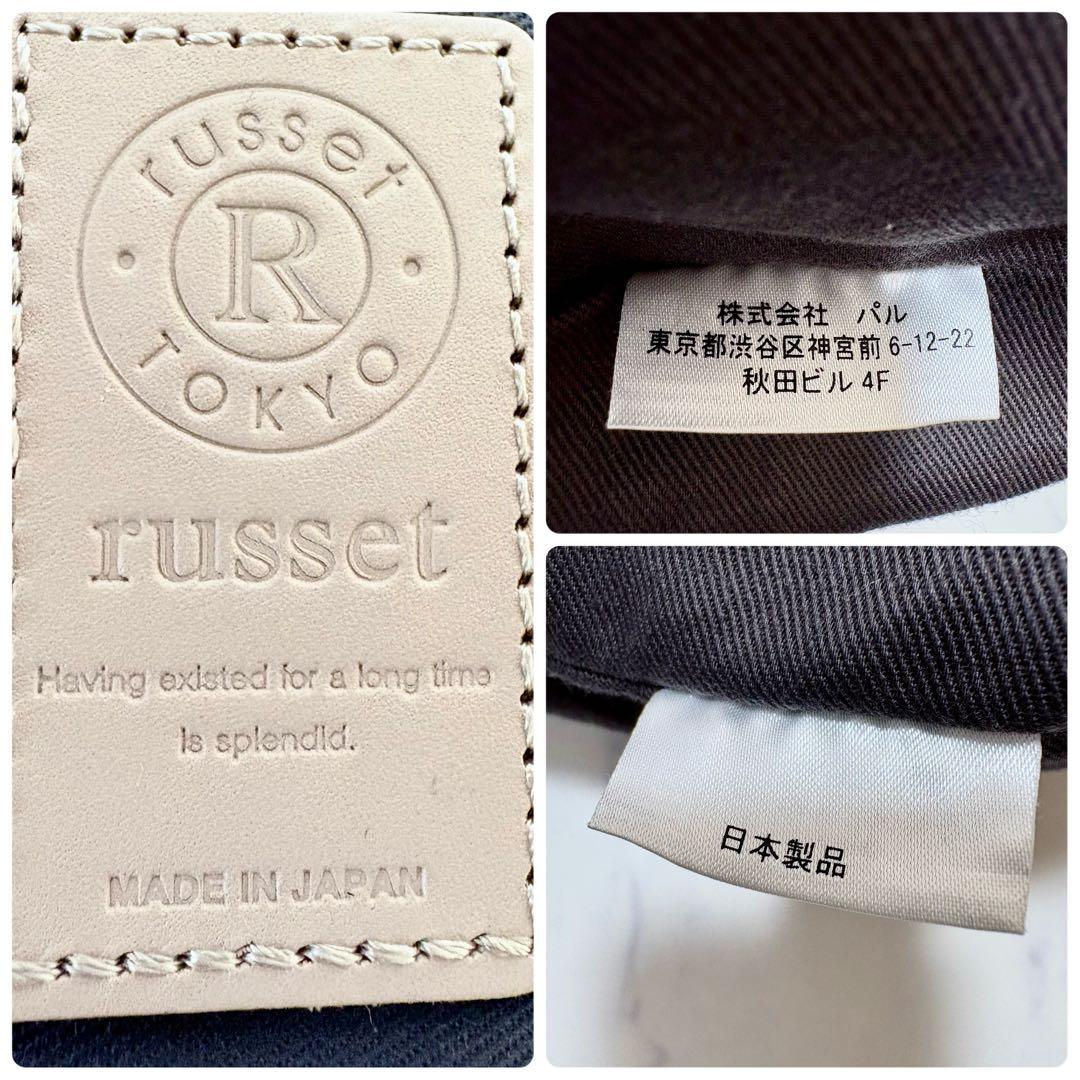 russet
R
TOKYO
russet
Having existed for a long time
is splendid.
MADE IN JAPAN
株式会社 パル
東京都渋谷区神宮前 6-12-22
秋田ビル 4F
日本製品